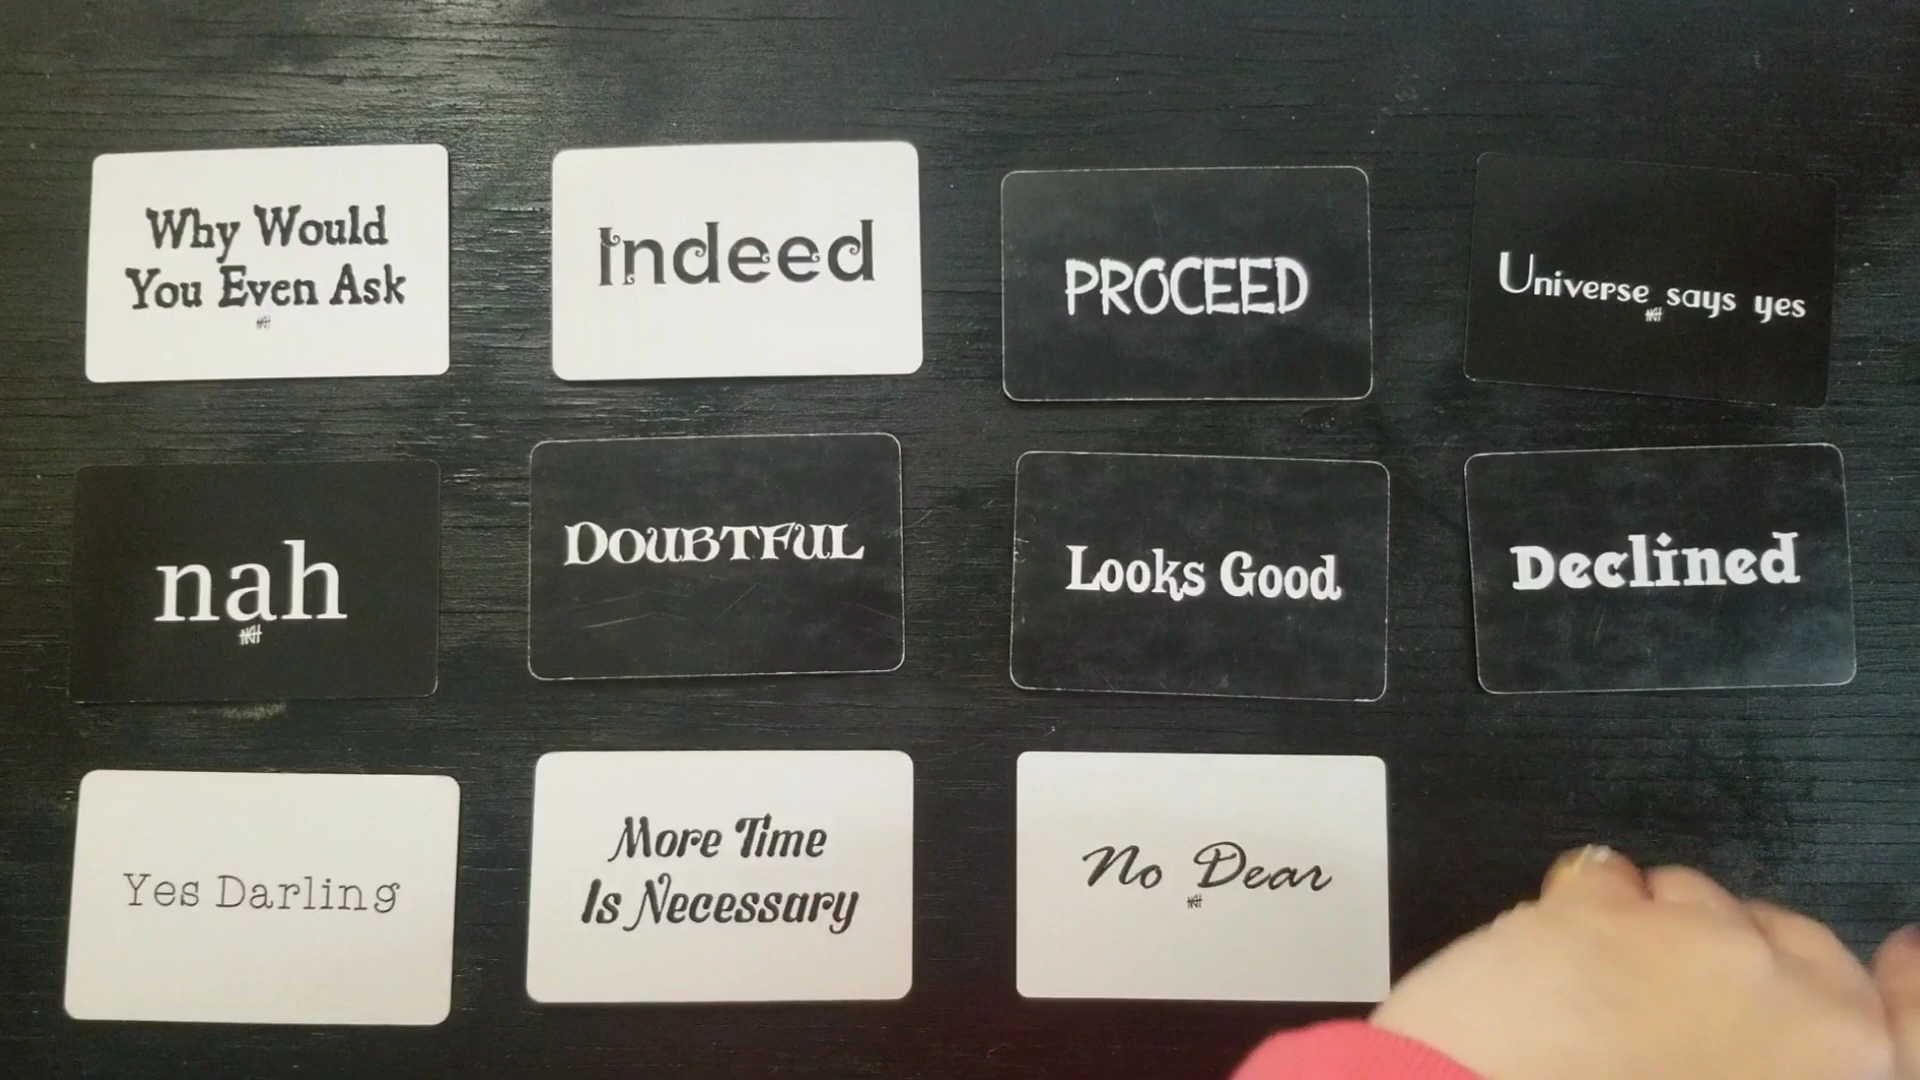 Why Would
You Even Ask
Indeed
PROCEED
Universe says yes
nah
Doubtful
Looks Good
Declined
Yes Darling
More Time
Is Necessary
No Dear